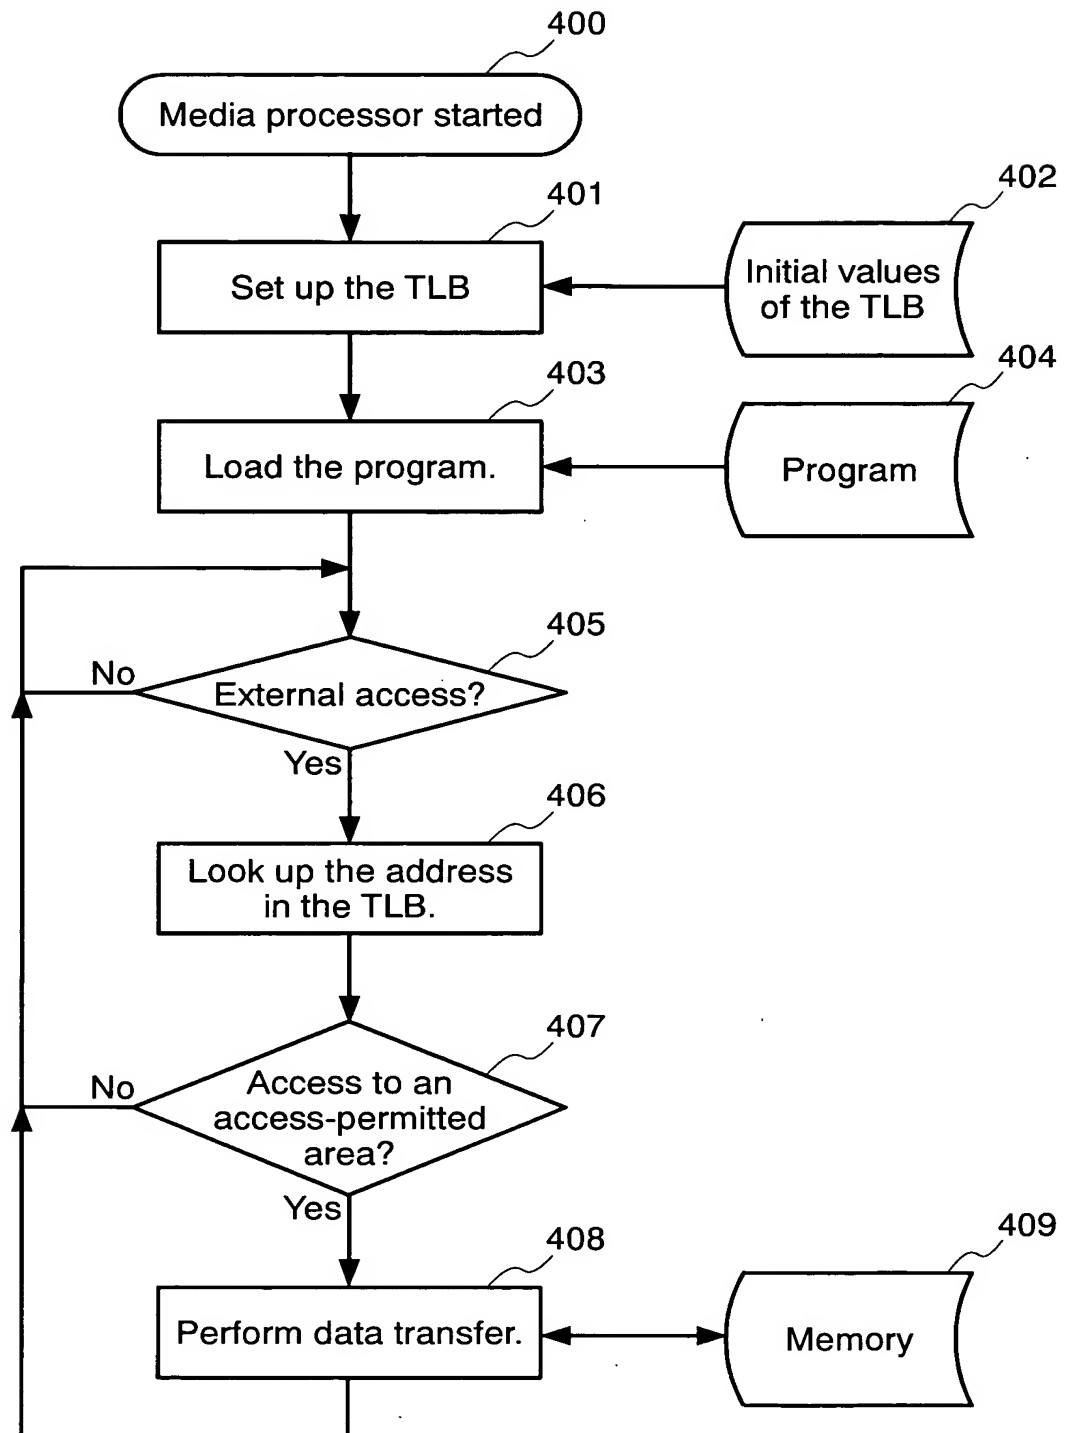 400
Media processor started
401
402
Set up the TLB
Initial values
of the TLB
403
404
Load the program.
Program
405
No
External access?
Yes
406
Look up the address
in the TLB.
407
No
Access to an
access-permitted
area?
Yes
408
409
Perform data transfer.
Memory